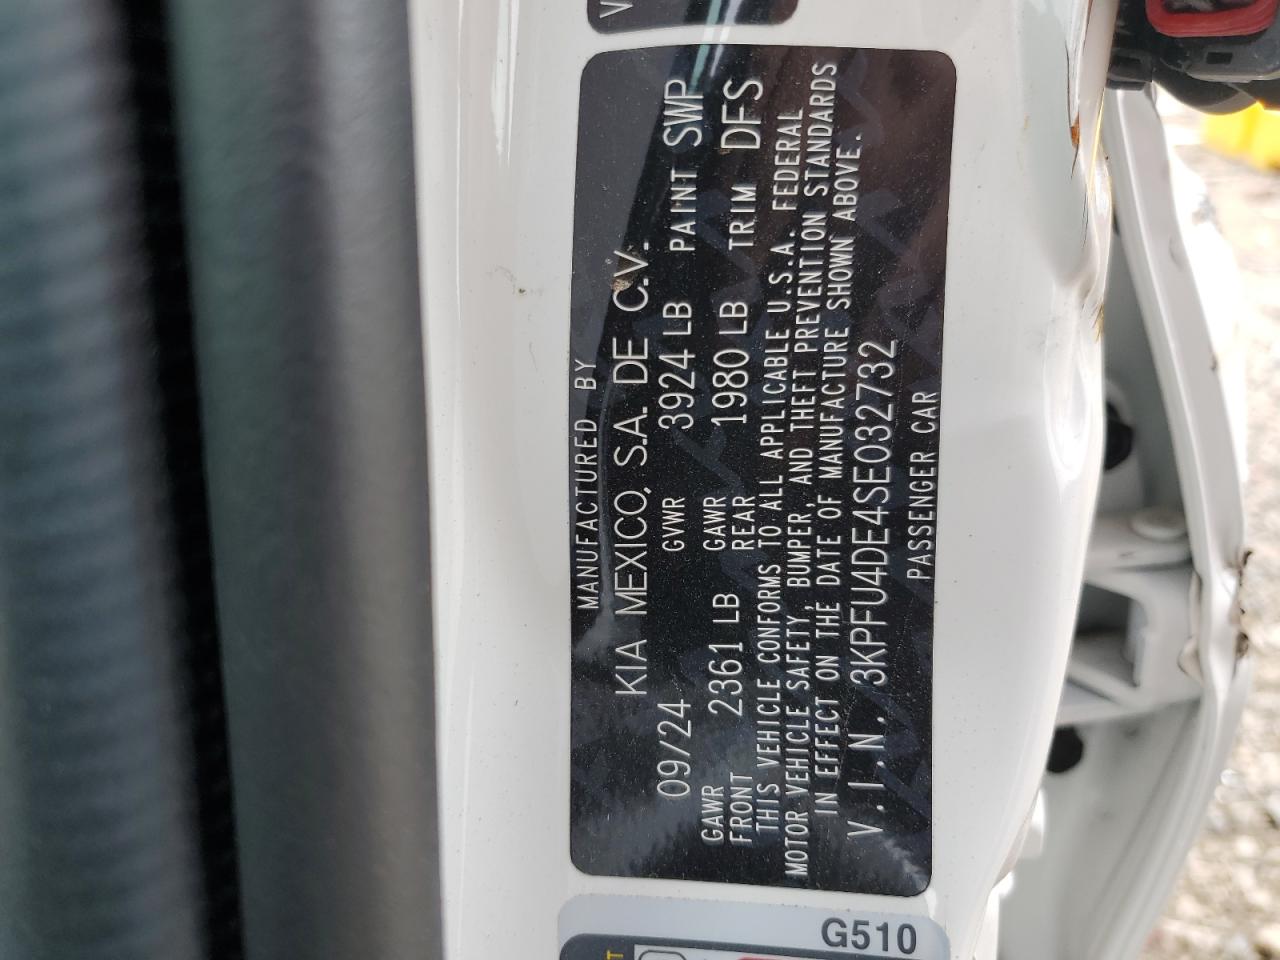 MANUFACTURED BY
KIA MEXICO, S.A. DE C.V.
09/24 GVWR 3924 LB PAINT SWP
GAWR FRONT 2361 LB GAWR REAR 1980 LB TRIM DFS
THIS VEHICLE CONFORMS TO ALL APPLICABLE U.S.A. FEDERAL
MOTOR VEHICLE SAFETY, BUMPER, AND THEFT PREVENTION STANDARDS
IN EFFECT ON THE DATE OF MANUFACTURE SHOWN ABOVE.
V.I.N. 3KPFU4DE4SE032732
PASSENGER CAR
G510